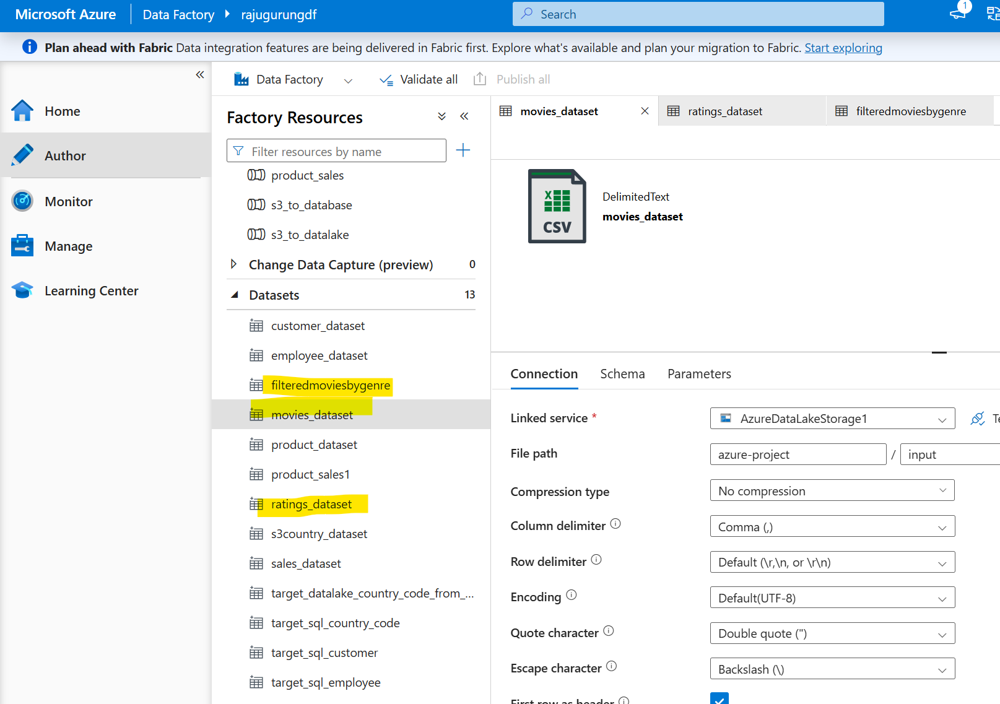 Microsoft Azure Data Factory rajugurungdf Search 1
Plan ahead with Fabric Data integration features are being delivered in Fabric first. Explore what's available and plan your migration to Fabric. Start exploring
Home
Author
Monitor
Manage
Learning Center
Data Factory Validate all Publish all
Factory Resources
Filter resources by name
product_sales
s3_to_database
s3_to_datalake
Change Data Capture (preview) 0
Datasets 13
customer_dataset
employee_dataset
filteredmoviesbygenre
movies_dataset
product_dataset
product_sales1
ratings_dataset
s3country_dataset
sales_dataset
target_datalake_country_code_from_...
target_sql_country_code
target_sql_customer
target_sql_employee
movies_dataset ratings_dataset filteredmoviesbygenre
X
CSV
DelimitedText
movies_dataset
Connection Schema Parameters
Linked service * AzureDataLakeStorage1 Te
File path azure-project / input
Compression type No compression
Column delimiter Comma (,)
Row delimiter Default (\r,\n, or \r\n)
Encoding Default(UTF-8)
Quote character Double quote (")
Escape character Backslash (\)
First row as header